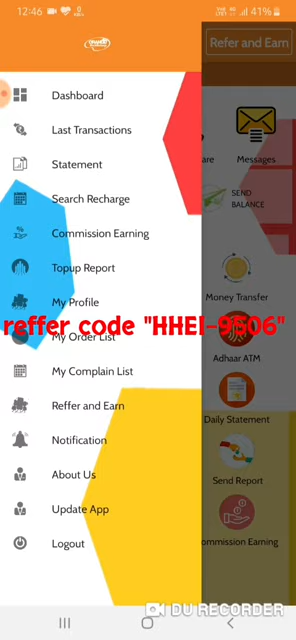 12:46
41%
Refer and Earn
Dashboard
Last Transactions
Statement
Search Recharge
Commission Earning
Topup Report
My Profile
reffer code "HHEI-9506"
My Order List
My Complain List
Reffer and Earn
Notification
About Us
Update App
Logout
are
Messages
SEND
BALANCE
Money Transfer
Adhaar ATM
Daily Statement
Send Report
ommission Earning
DU RECORDER